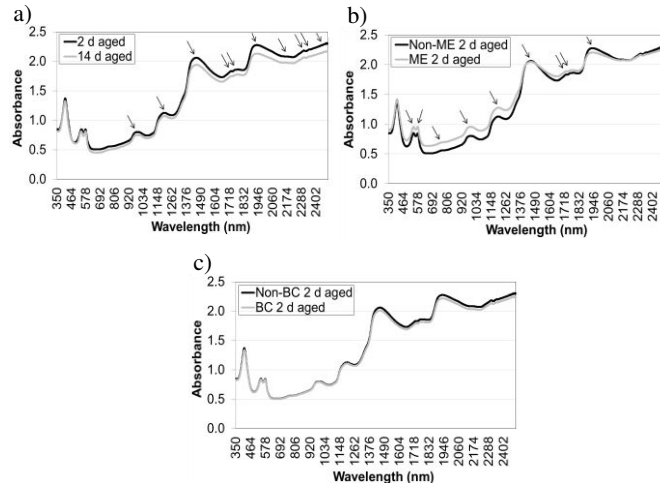 a)
2 d aged
14 d aged
Absorbance
2.5
2.0
1.5
1.0
0.5
0.0
350 464 578 692 806 920 1034 1148 1262 1376 1490 1604 1718 1832 1946 2060 2174 2288 2402
Wavelength (nm)
b)
Non-ME 2 d aged
ME 2 d aged
Absorbance
2.5
2.0
1.5
1.0
0.5
0.0
350 464 578 692 806 920 1034 1148 1262 1376 1490 1604 1718 1832 1946 2060 2174 2288 2402
Wavelength (nm)
c)
Non-BC 2 d aged
BC 2 d aged
Absorbance
2.5
2.0
1.5
1.0
0.5
0.0
350 464 578 692 806 920 1034 1148 1262 1376 1490 1604 1718 1832 1946 2060 2174 2288 2402
Wavelength (nm)